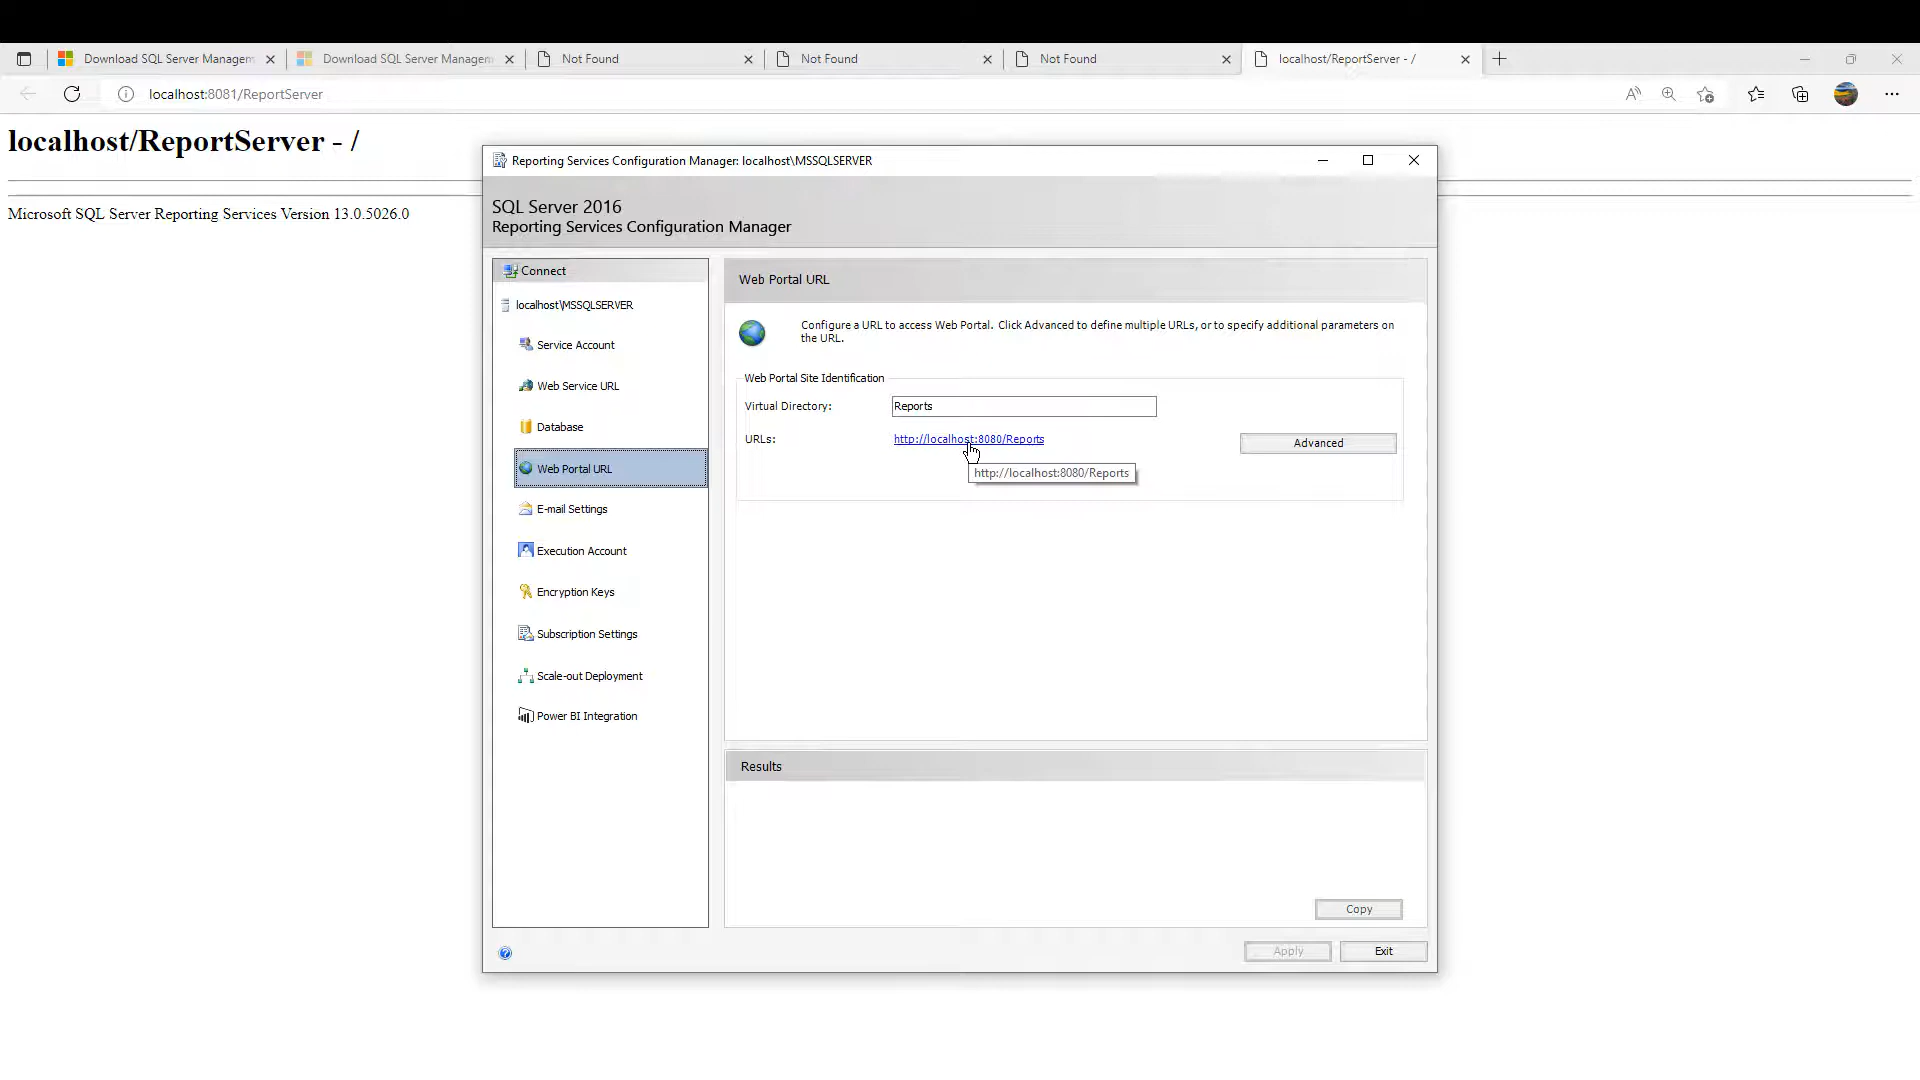 Download SQL Server Managem
Download SQL Server Managem
Not Found
Not Found
Not Found
localhost/ReportServer - /
localhost:8081/ReportServer
localhost/ReportServer - /
Microsoft SQL Server Reporting Services Version 13.0.5026.0
Reporting Services Configuration Manager: localhost\MSSQLSERVER
SQL Server 2016
Reporting Services Configuration Manager
Connect
localhost\MSSQLSERVER
Service Account
Web Service URL
Database
Web Portal URL
E-mail Settings
Execution Account
Encryption Keys
Subscription Settings
Scale-out Deployment
Power BI Integration
Web Portal URL
Configure a URL to access Web Portal. Click Advanced to define multiple URLs, or to specify additional parameters on
the URL.
Web Portal Site Identification
Virtual Directory:
Reports
URLs:
http://localhost:8080/Reports
Advanced
http://localhost:8080/Reports
Results
Copy
Apply
Exit